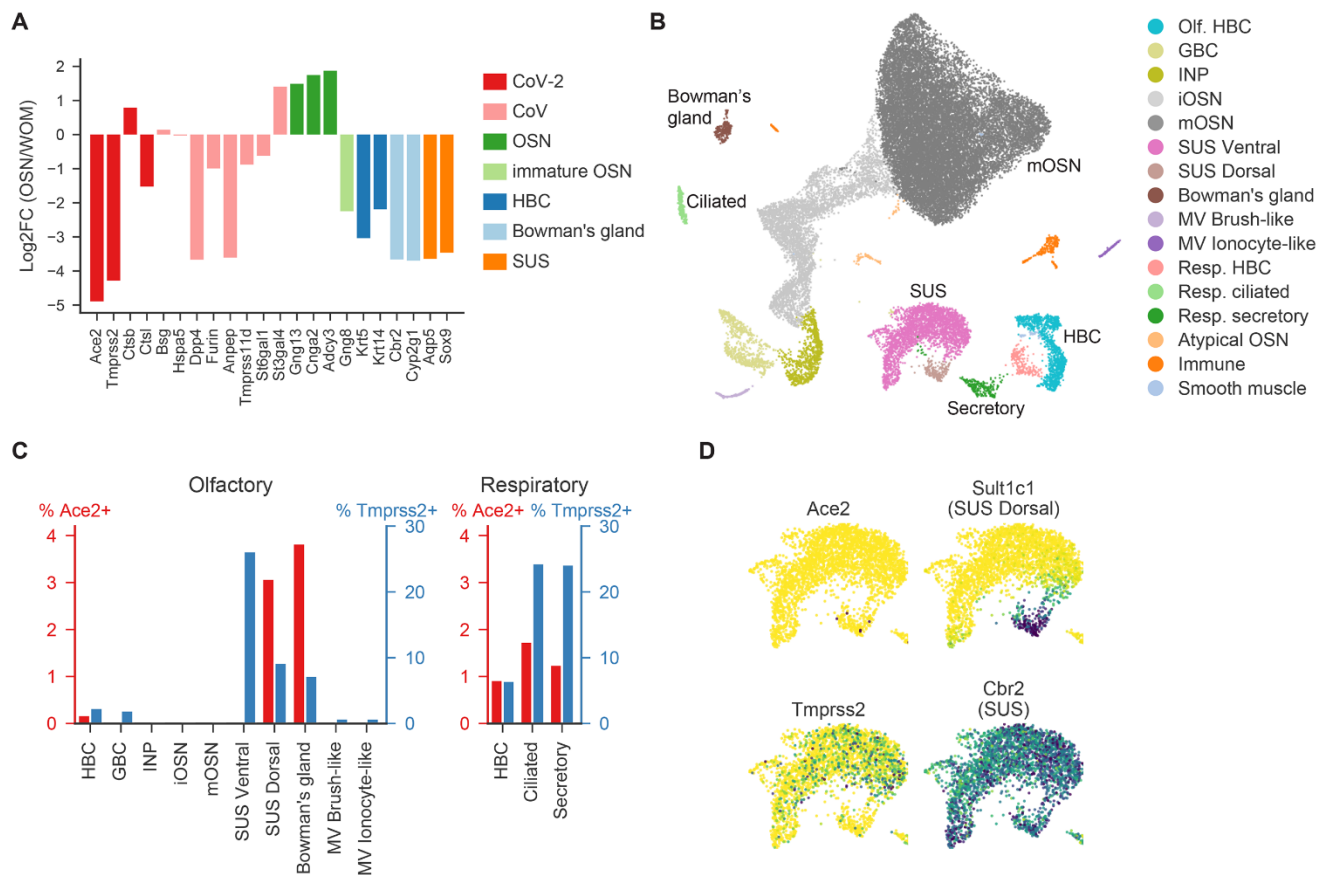 A
Log2FC (OSN/WOM)
2
1
0
−1
−2
−3
−4
−5
Ace2
Tmprss2
Ctsb
Ctsl
Bsg
Hspa5
Dpp4
Furin
Anpep
Tmprss11d
St6gal1
St3gal4
Gng13
Cnga2
Adcy3
Gng8
Krt5
Krt14
Cbr2
Cyp2g1
Aqp5
Sox9
CoV-2
CoV
OSN
immature OSN
HBC
Bowman's gland
SUS
B
Bowman's
gland
Ciliated
mOSN
SUS
HBC
Secretory
Olf. HBC
GBC
INP
iOSN
mOSN
SUS Ventral
SUS Dorsal
Bowman's gland
MV Brush-like
MV Ionocyte-like
Resp. HBC
Resp. ciliated
Resp. secretory
Atypical OSN
Immune
Smooth muscle
C
Olfactory
% Ace2+
% Tmprss2+
4
3
2
1
0
30
20
10
0
HBC
GBC
INP
iOSN
mOSN
SUS Ventral
SUS Dorsal
Bowman's gland
MV Brush-like
MV Ionocyte-like
Respiratory
% Ace2+
% Tmprss2+
4
3
2
1
0
30
20
10
0
HBC
Ciliated
Secretory
D
Ace2
Sult1c1
(SUS Dorsal)
Tmprss2
Cbr2
(SUS)